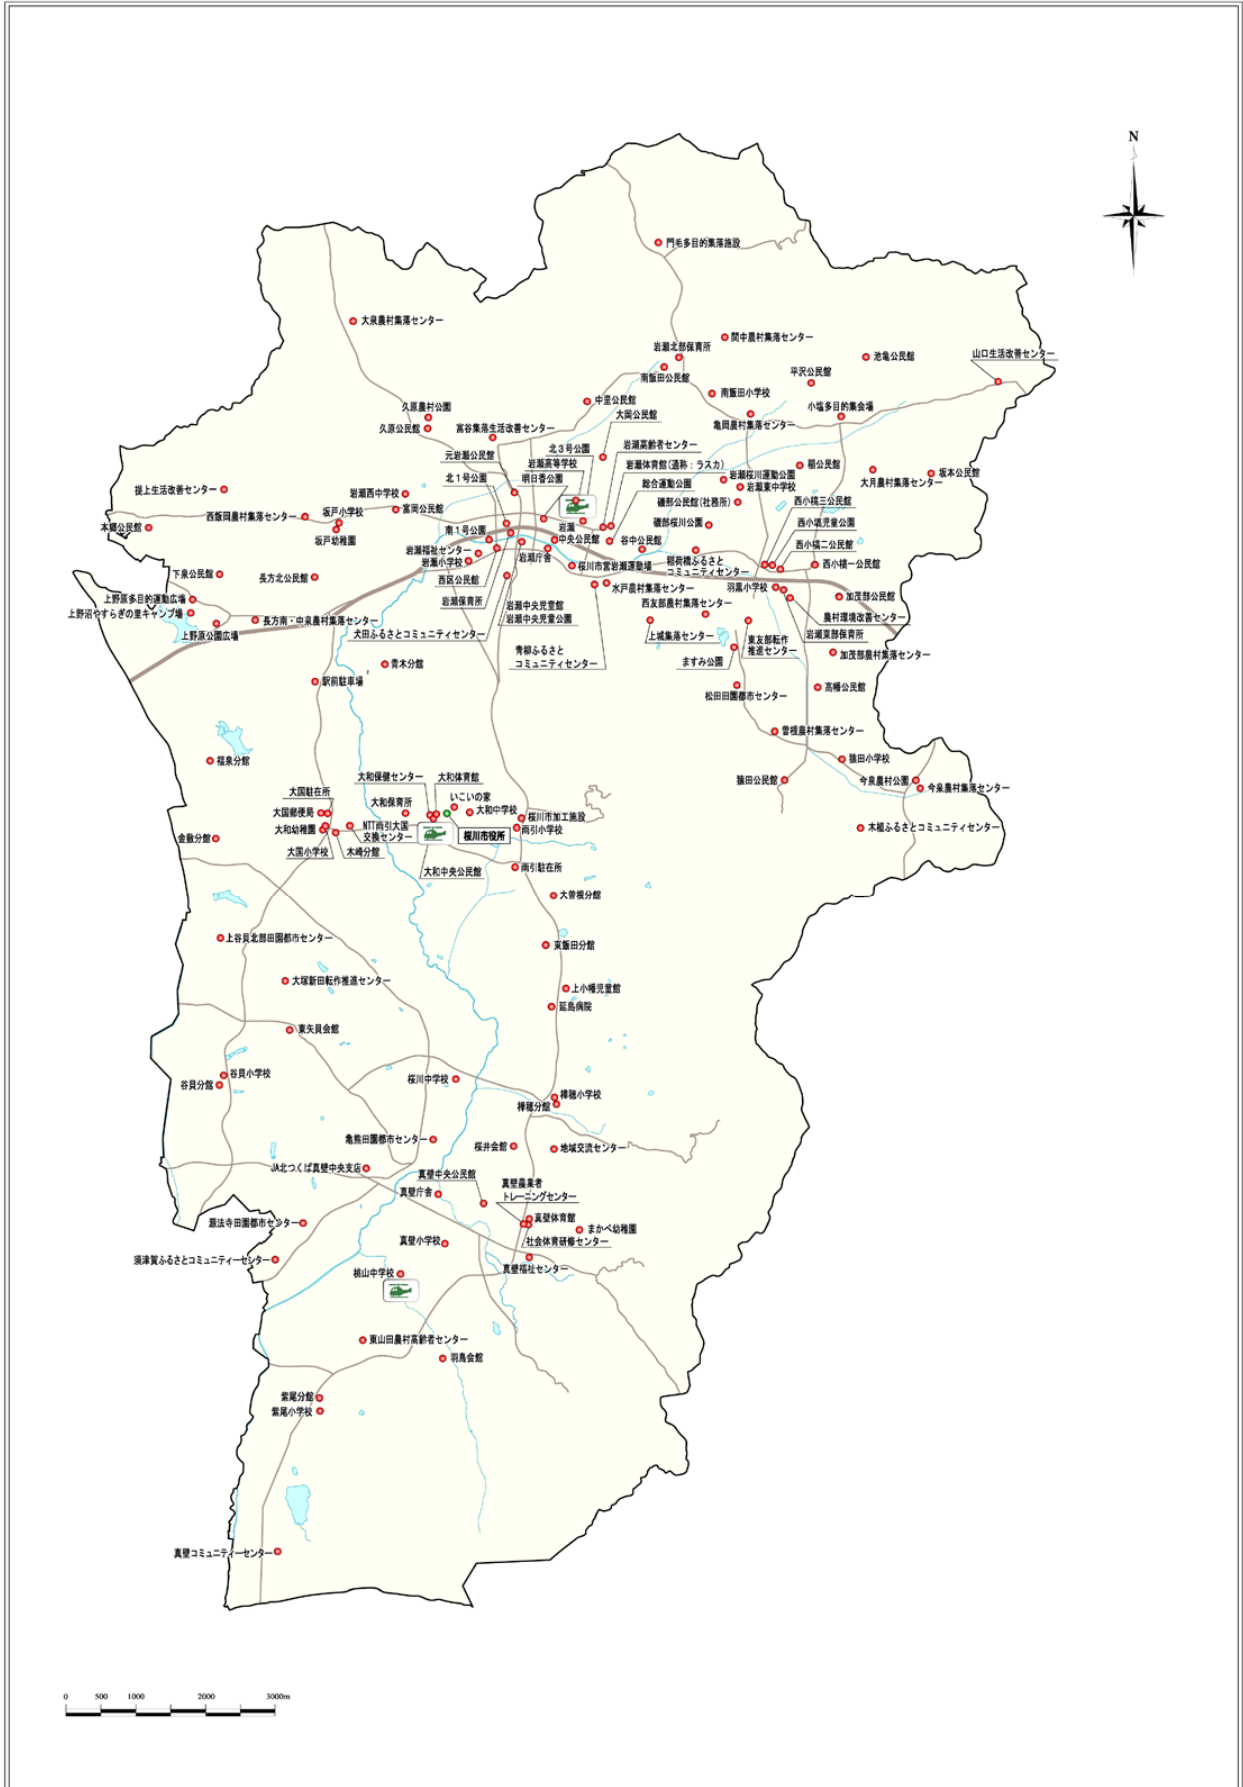 N
門毛多目的集落施設
大泉農村集落センター
間中農村集落センター
岩瀬北部保育所
池亀公民館
山口生活改善センター
南飯田公民館
平沢公民館
南飯田小学校
中里公民館
久原農村公園
大岡公民館
小塩多目的集会場
亀岡農村集落センター
久原公民館
富谷集落生活改善センター
北3号公園
岩瀬高齢者センター
元岩瀬公民館
岩瀬高等学校
岩瀬体育館(通称:ラスカ)
稲公民館
坂本公民館
北1号公園
明日香公園
総合運動公園
岩瀬桜川運動公園
大月農村集落センター
岩瀬東中学校
提上生活改善センター
岩瀬西中学校
磯部公民館(社務所)
西小塙三公民館
富岡公民館
坂戸小学校
西飯岡農村集落センター
本郷公民館
岩瀬
磯部桜川公園
西小塙児童公園
坂戸幼稚園
南1号公園
中央公民館
谷中公民館
西小塙二公民館
岩瀬福祉センター
岩瀬庁舎
岩瀬小学校
桜川市営岩瀬運動場
稲荷橋ふるさと
コミュニティセンター
西小塙一公民館
下泉公民館
長方北公民館
西区公民館
水戸農村集落センター
羽黒小学校
加茂部公民館
上野原多目的運動広場
岩瀬保育所
岩瀬中央児童館
西友部農村集落センター
上野沼やすらぎの里キャンプ場
岩瀬中央児童公園
農村環境改善センター
長方南・中泉農村集落センター
上野原公園広場
犬田ふるさとコミュニティセンター
上城集落センター
東友部転作
推進センター
岩瀬東部保育所
青柳ふるさと
コミュニティセンター
ますみ公園
加茂部農村集落センター
青木分館
駅前駐車場
松田田園都市センター
高幡公民館
曽根農村集落センター
福泉分館
猿田小学校
大和保健センター
大和体育館
猿田公民館
今泉農村公園
今泉農村集落センター
大国駐在所
いこいの家
大国郵便局
大和保育所
大和中学校
桜川市加工施設
大和幼稚園
NTT雨引大国
交換センター
桜川市役所
雨引小学校
木植ふるさとコミュニティセンター
金敷分館
大国小学校
木崎分館
大和中央公民館
雨引駐在所
大曽根分館
上谷貝北部田園都市センター
東飯田分館
大塚新田転作推進センター
上小幡児童館
延島病院
東矢貝会館
谷貝小学校
谷貝分館
桜川中学校
樺穂小学校
樺穂分館
亀熊田園都市センター
桜井会館
地域交流センター
JA北つくば真壁中央支店
真壁中央公民館
真壁農業者
トレーニングセンター
真壁庁舎
源法寺田園都市センター
真壁体育館
まかべ幼稚園
真壁小学校
社会体育研修センター
須津賀ふるさとコミュニティーセンター
桃山中学校
真壁福祉センター
東山田農村高齢者センター
羽鳥会館
紫尾分館
紫尾小学校
真壁コミュニティーセンター
0 500 1000 2000 3000m